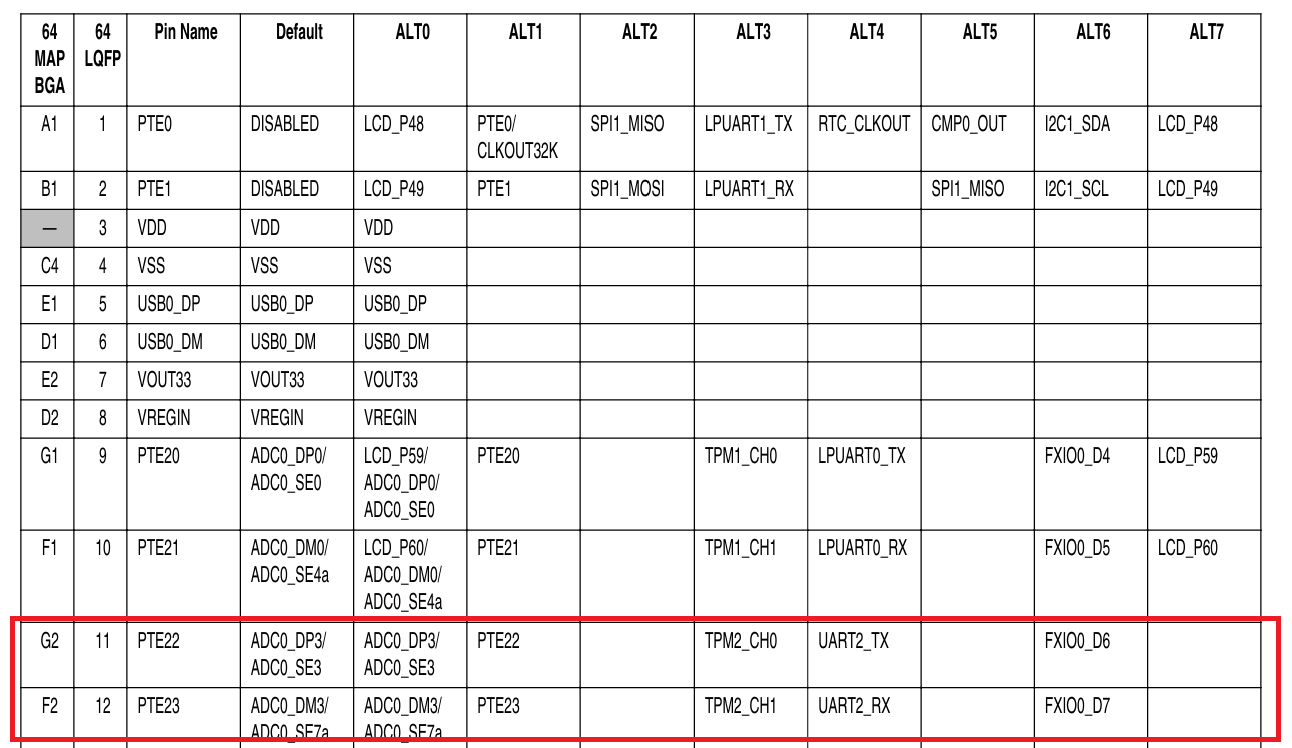 64 MAP BGA 64 LQFP Pin Name Default ALT0 ALT1 ALT2 ALT3 ALT4 ALT5 ALT6 ALT7
A1 1 PTE0 DISABLED LCD_P48 PTE0/ CLKOUT32K SPI1_MISO LPUART1_TX RTC_CLKOUT CMP0_OUT I2C1_SDA LCD_P48
B1 2 PTE1 DISABLED LCD_P49 PTE1 SPI1_MOSI LPUART1_RX SPI1_MISO I2C1_SCL LCD_P49
— 3 VDD VDD VDD
C4 4 VSS VSS VSS
E1 5 USB0_DP USB0_DP USB0_DP
D1 6 USB0_DM USB0_DM USB0_DM
E2 7 VOUT33 VOUT33 VOUT33
D2 8 VREGIN VREGIN VREGIN
G1 9 PTE20 ADC0_DP0/ ADC0_SE0 LCD_P59/ ADC0_DP0/ ADC0_SE0 PTE20 TPM1_CH0 LPUART0_TX FXIO0_D4 LCD_P59
F1 10 PTE21 ADC0_DM0/ ADC0_SE4a LCD_P60/ ADC0_DM0/ ADC0_SE4a PTE21 TPM1_CH1 LPUART0_RX FXIO0_D5 LCD_P60
G2 11 PTE22 ADC0_DP3/ ADC0_SE3 ADC0_DP3/ ADC0_SE3 PTE22 TPM2_CH0 UART2_TX FXIO0_D6
F2 12 PTE23 ADC0_DM3/ ADC0_SE7a ADC0_DM3/ ADC0_SE7a PTE23 TPM2_CH1 UART2_RX FXIO0_D7